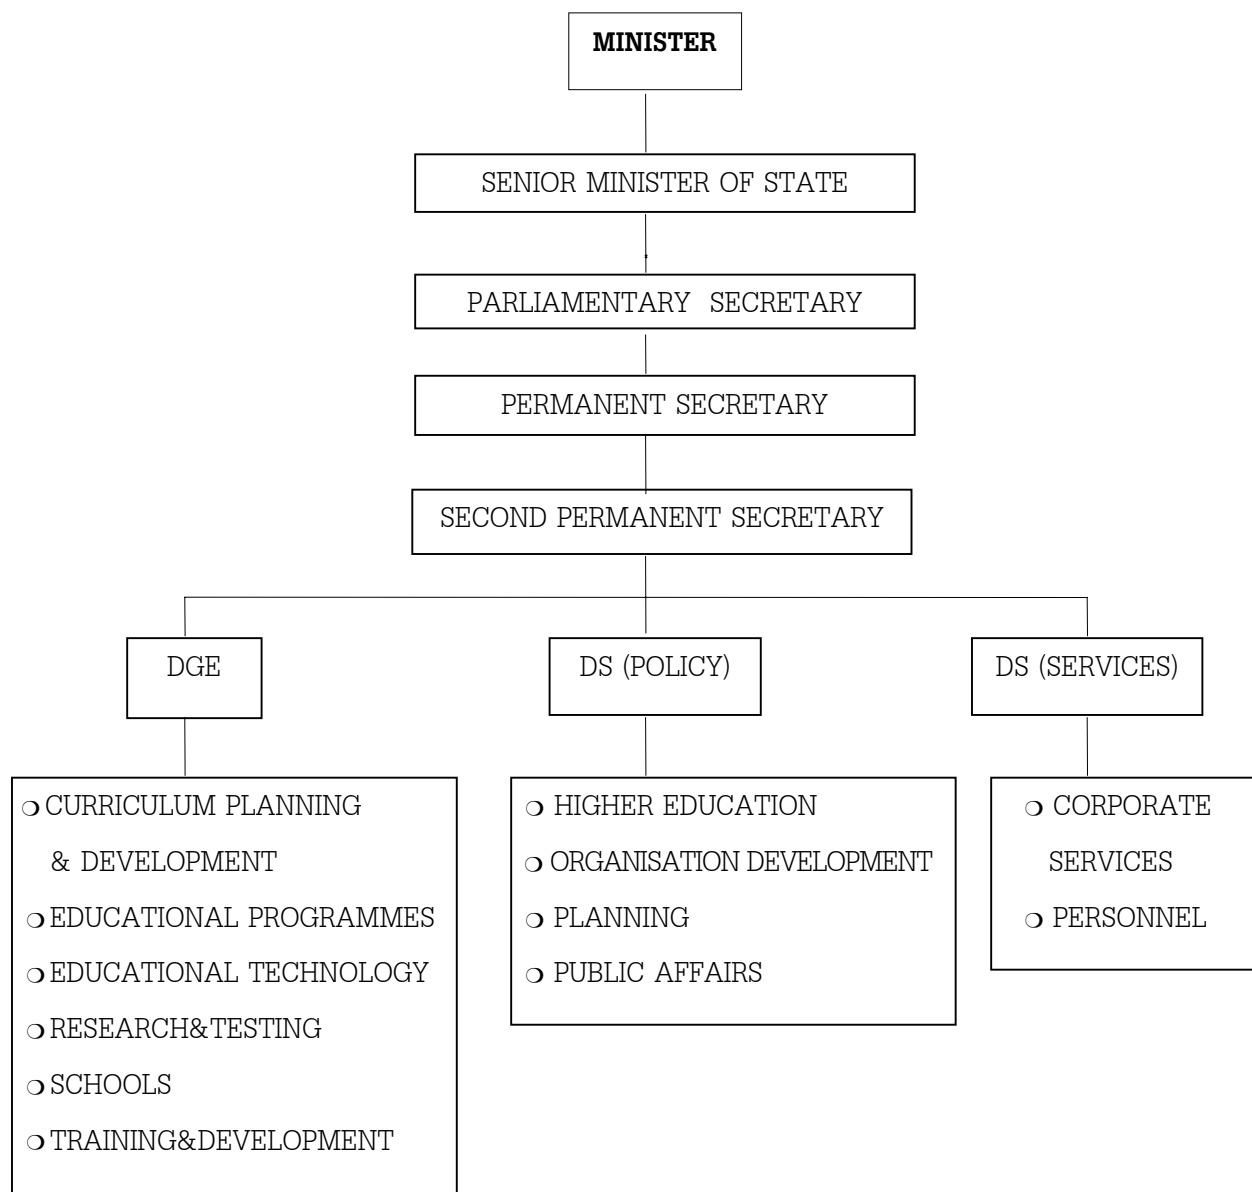 MINISTER
SENIOR MINISTER OF STATE
PARLIAMENTARY SECRETARY
PERMANENT SECRETARY
SECOND PERMANENT SECRETARY
DGE
DS (POLICY)
DS (SERVICES)
❍ CURRICULUM PLANNING
& DEVELOPMENT
❍ EDUCATIONAL PROGRAMMES
❍ EDUCATIONAL TECHNOLOGY
❍ RESEARCH&TESTING
❍ SCHOOLS
❍ TRAINING&DEVELOPMENT
❍ HIGHER EDUCATION
❍ ORGANISATION DEVELOPMENT
❍ PLANNING
❍ PUBLIC AFFAIRS
❍ CORPORATE
SERVICES
❍ PERSONNEL